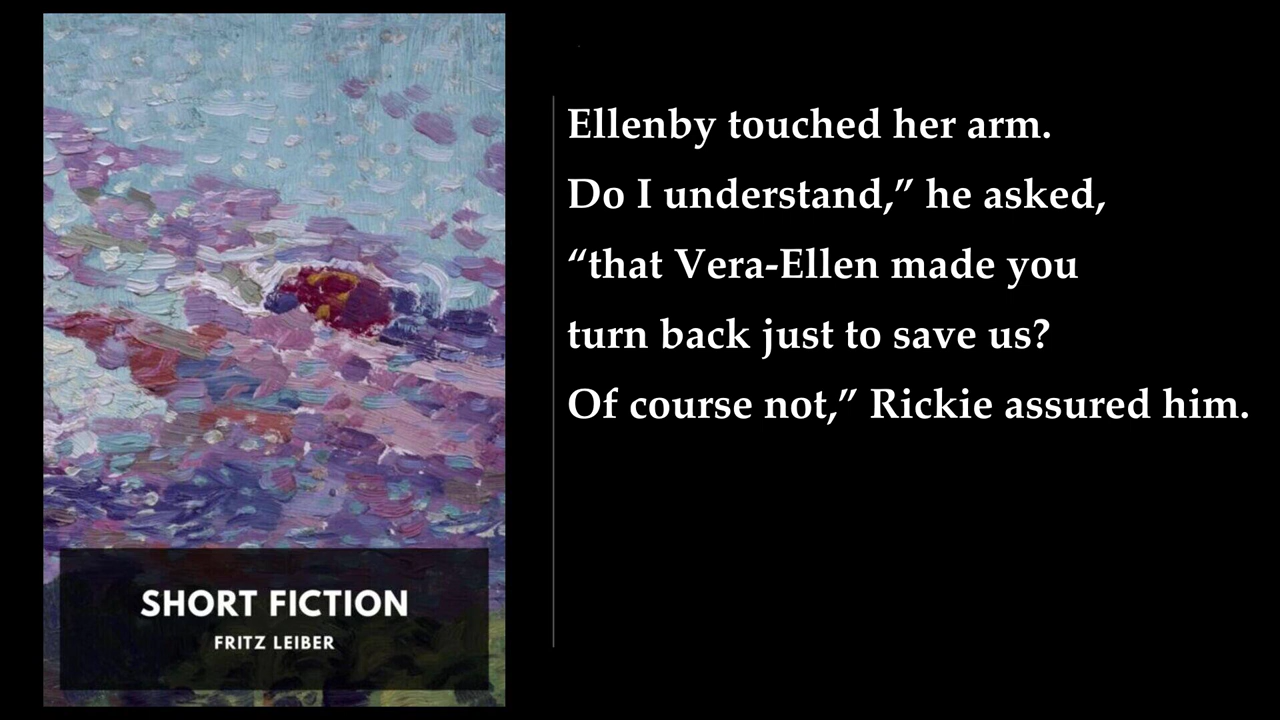 SHORT FICTION
FRITZ LEIBER
Ellenby touched her arm.
Do I understand,” he asked,
“that Vera-Ellen made you
turn back just to save us?
Of course not,” Rickie assured him.